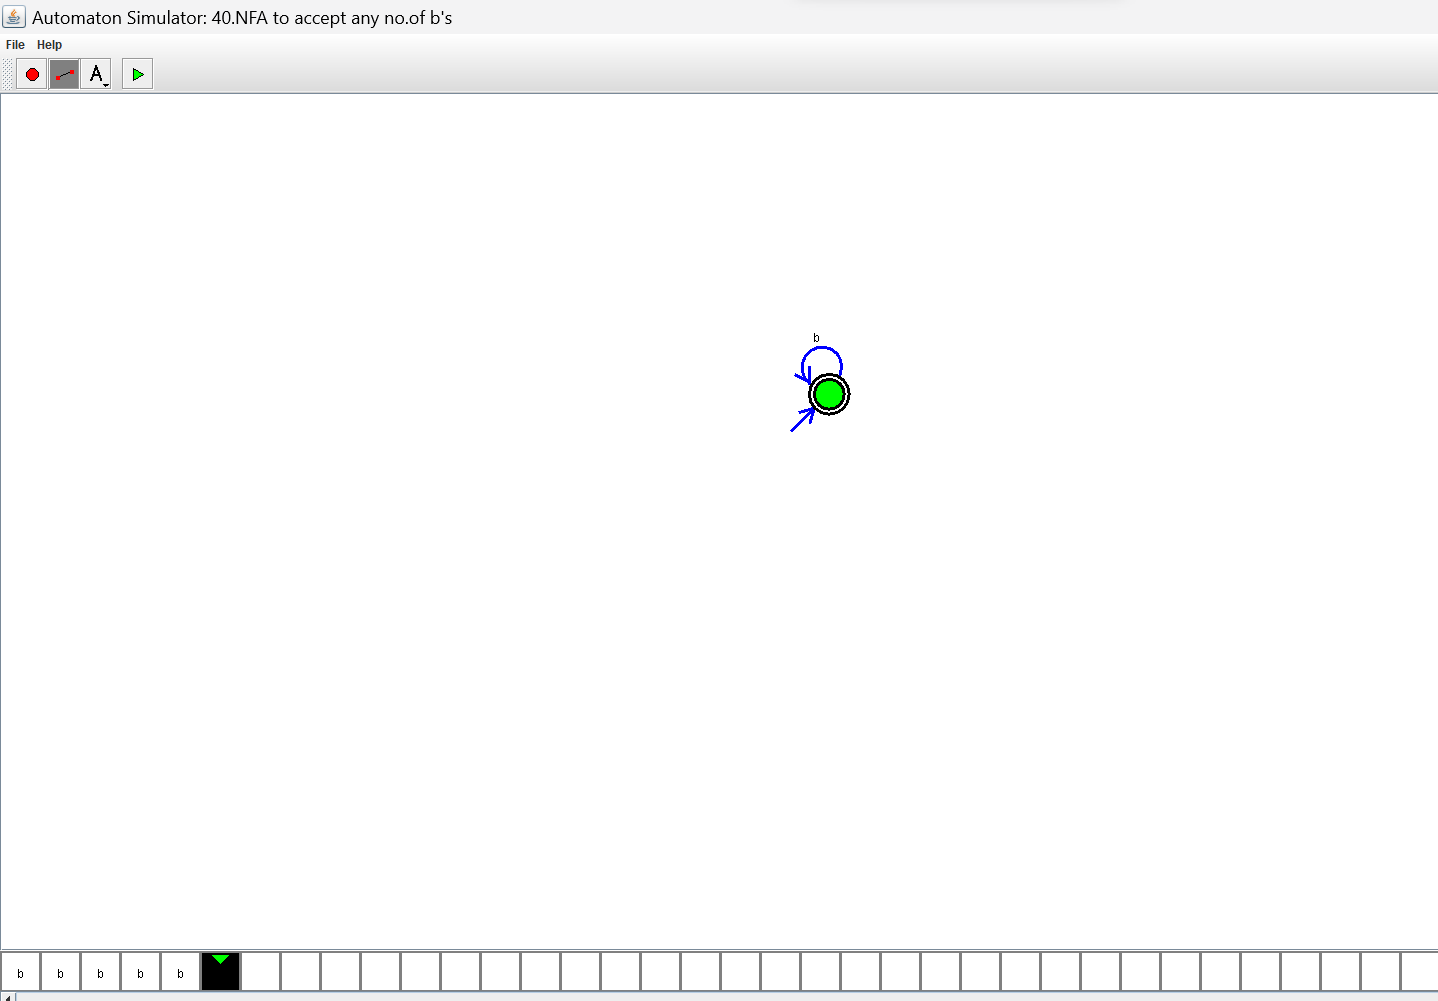 Automaton Simulator: 40.NFA to accept any no.of b's
File Help
A
b
b b b b b